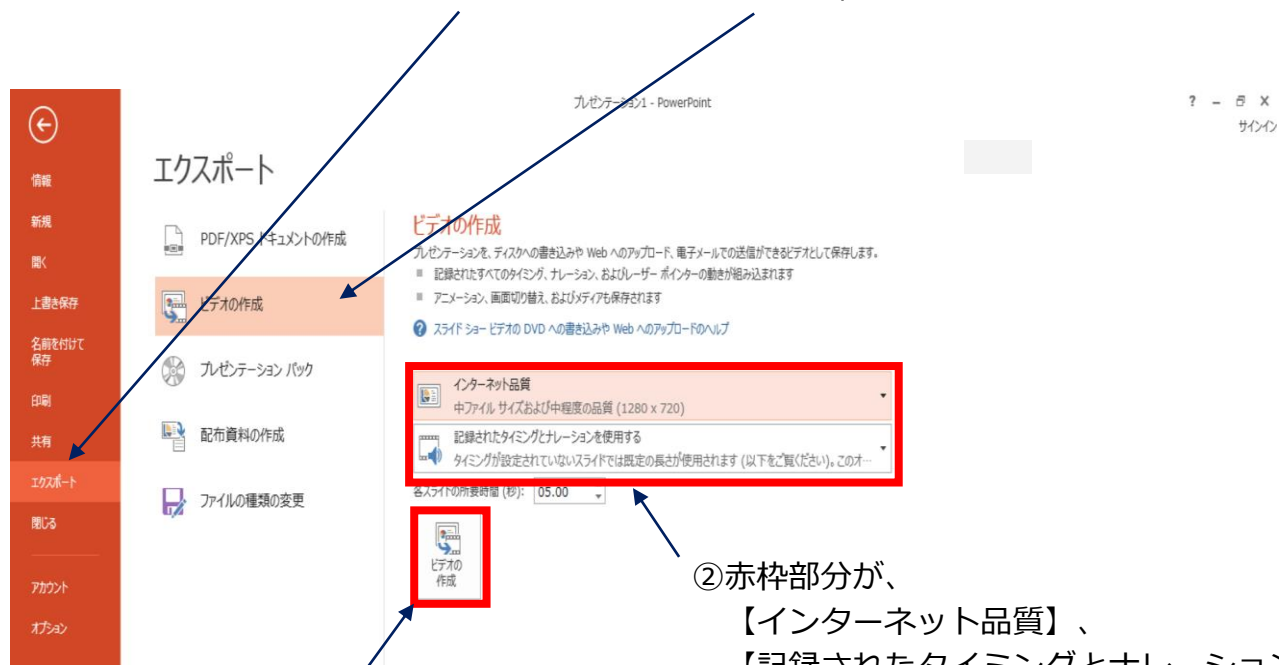 プレゼンテーション1 - PowerPoint
? – X
サインイン
エクスポート
情報
新規
開く
上書き保存
名前を付けて
保存
印刷
共有
エクスポート
閉じる
アカウント
オプション
PDF/XPS ドキュメントの作成
ビデオの作成
プレゼンテーション パック
配布資料の作成
ファイルの種類の変更
ビデオの作成
プレゼンテーションを、ディスクへの書き込みや Web へのアップロード、電子メールでの送信ができるビデオとして保存します。
記録されたすべてのタイミング、ナレーション、およびレーザー ポインターの動きが組み込まれます
アニメーション、画面切り替え、およびメディアも保存されます
スライド ショー ビデオの DVD への書き込みや Web へのアップロードのヘルプ
インターネット品質
中ファイル サイズおよび中程度の品質 (1280 x 720)
記録されたタイミングとナレーションを使用する
タイミングが設定されていないスライドでは既定の長さが使用されます (以下をご覧ください)。このオ…
各スライドの所要時間 (秒): 05.00
ビデオの
作成
②赤枠部分が、
【インターネット品質】、
【記録されたタイミングとナレーション